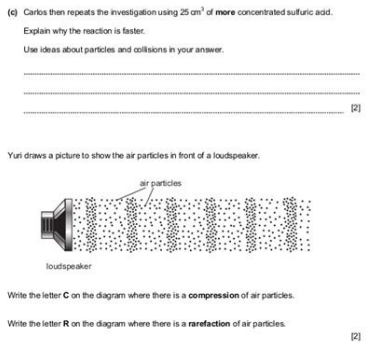 (c) Carlos then repeats the investigation using 25 cm³ of more concentrated sulfuric acid.
Explain why the reaction is faster.
Use ideas about particles and collisions in your answer.
[2]
Yuri draws a picture to show the air particles in front of a loudspeaker.
air particles
loudspeaker
Write the letter C on the diagram where there is a compression of air particles.
Write the letter R on the diagram where there is a rarefaction of air particles.
[2]